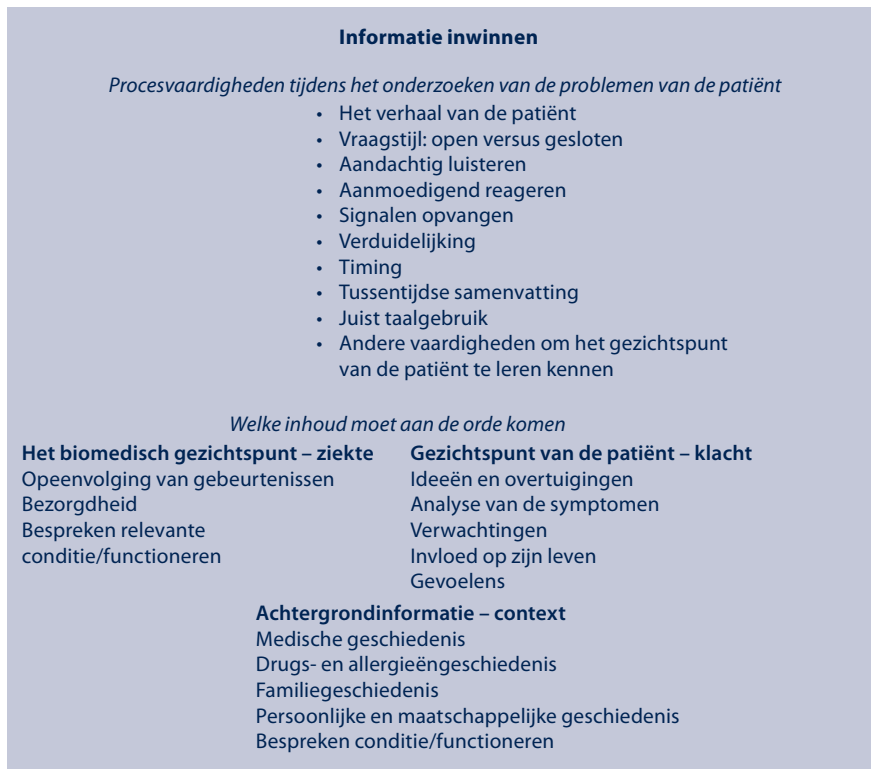 Informatie inwinnen
Procesvaardigheden tijdens het onderzoeken van de problemen van de patiënt
• Het verhaal van de patiënt
• Vraagstijl: open versus gesloten
• Aandachtig luisteren
• Aanmoedigend reageren
• Signalen opvangen
• Verduidelijking
• Timing
• Tussentijdse samenvatting
• Juist taalgebruik
• Andere vaardigheden om het gezichtspunt
van de patiënt te leren kennen
Welke inhoud moet aan de orde komen
Het biomedisch gezichtspunt – ziekte
Opeenvolging van gebeurtenissen
Bezorgdheid
Bespreken relevante
conditie/functioneren
Gezichtspunt van de patiënt – klacht
Ideeën en overtuigingen
Analyse van de symptomen
Verwachtingen
Invloed op zijn leven
Gevoelens
Achtergrondinformatie – context
Medische geschiedenis
Drugs- en allergieëngeschiedenis
Familiegeschiedenis
Persoonlijke en maatschappelijke geschiedenis
Bespreken conditie/functioneren